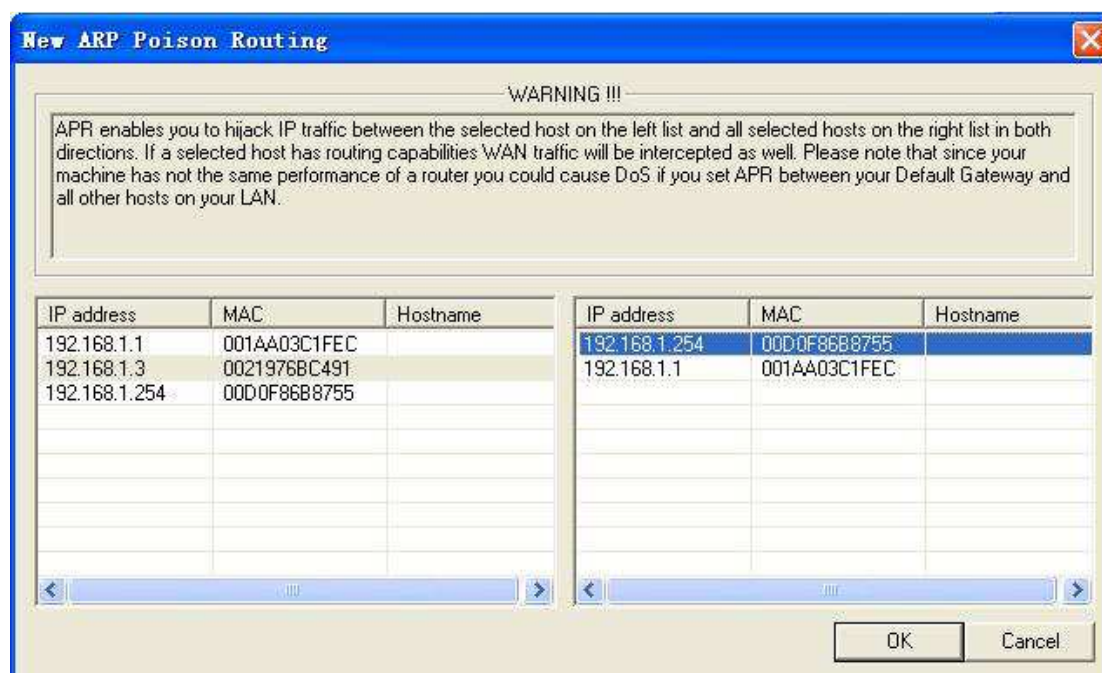 New ARP Poison Routing
WARNING !!!
APR enables you to hijack IP traffic between the selected host on the left list and all selected hosts on the right list in both
directions. If a selected host has routing capabilities WAN traffic will be intercepted as well. Please note that since your
machine has not the same performance of a router you could cause DoS if you set APR between your Default Gateway and
all other hosts on your LAN.
IP address MAC Hostname IP address MAC Hostname
192.168.1.1 001AA03C1FEC 192.168.1.254 00D0F86B8755
192.168.1.3 0021976BC491 192.168.1.1 001AA03C1FEC
192.168.1.254 00D0F86B8755
OK Cancel